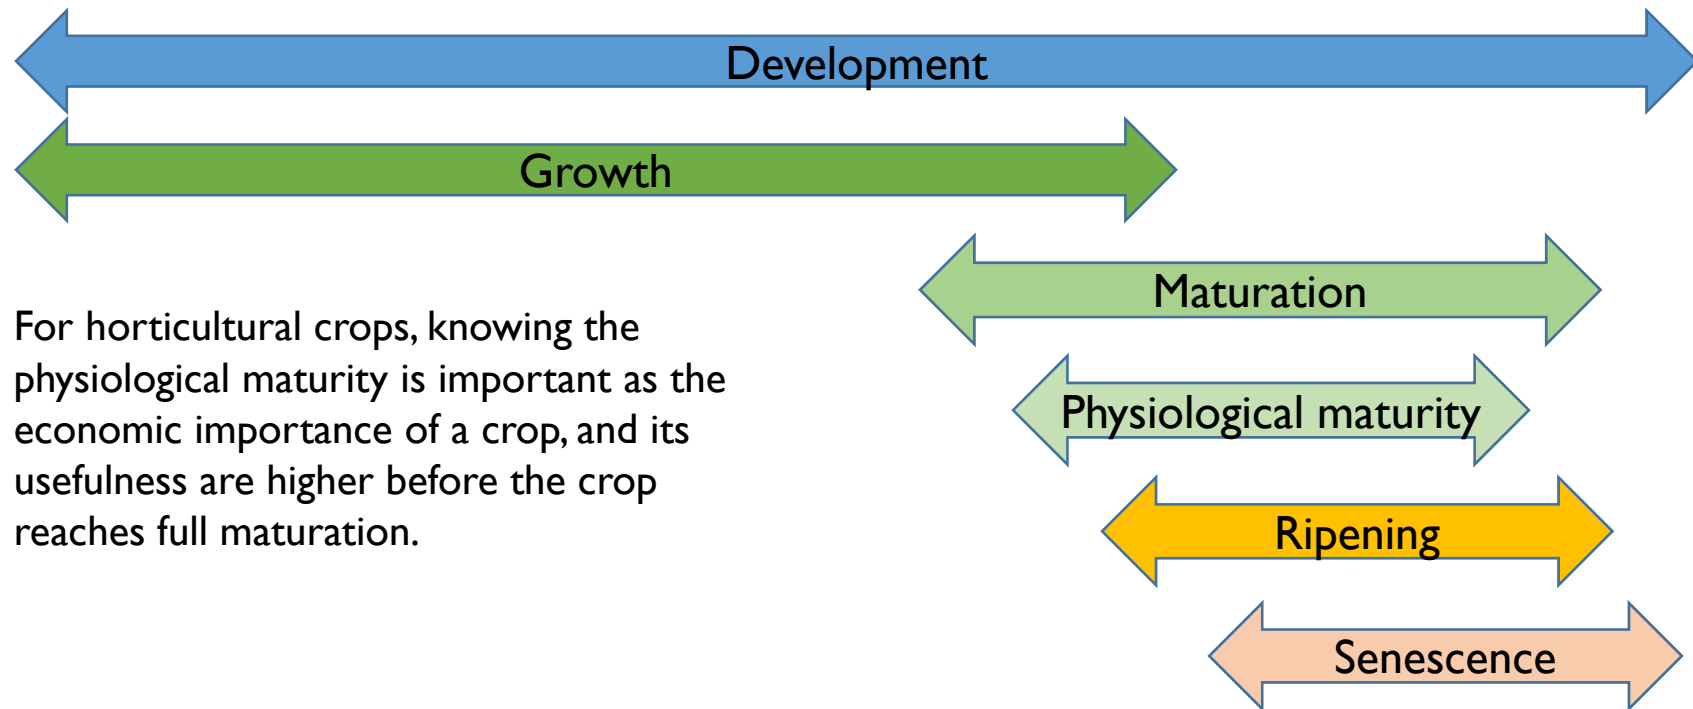 Development
Growth
Maturation
For horticultural crops, knowing the
physiological maturity is important as the
economic importance of a crop, and its
usefulness are higher before the crop
reaches full maturation.
Physiological maturity
Ripening
Senescence